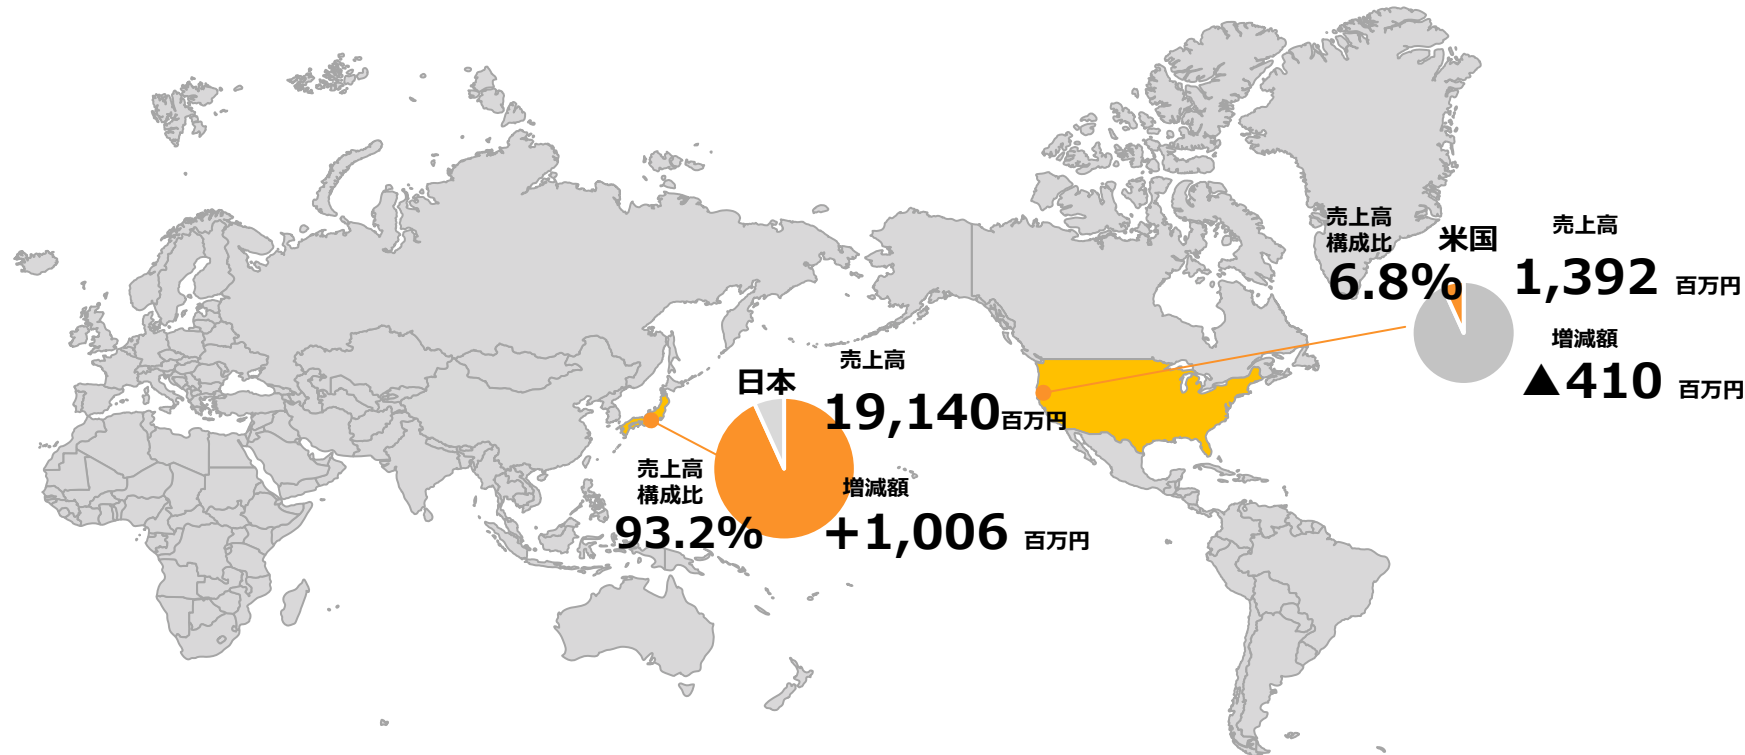 日本
売上高
19,140百万円
売上高
構成比
93.2%
増減額
+1,006 百万円
売上高
構成比
6.8%
米国
売上高
1,392 百万円
増減額
▲410 百万円